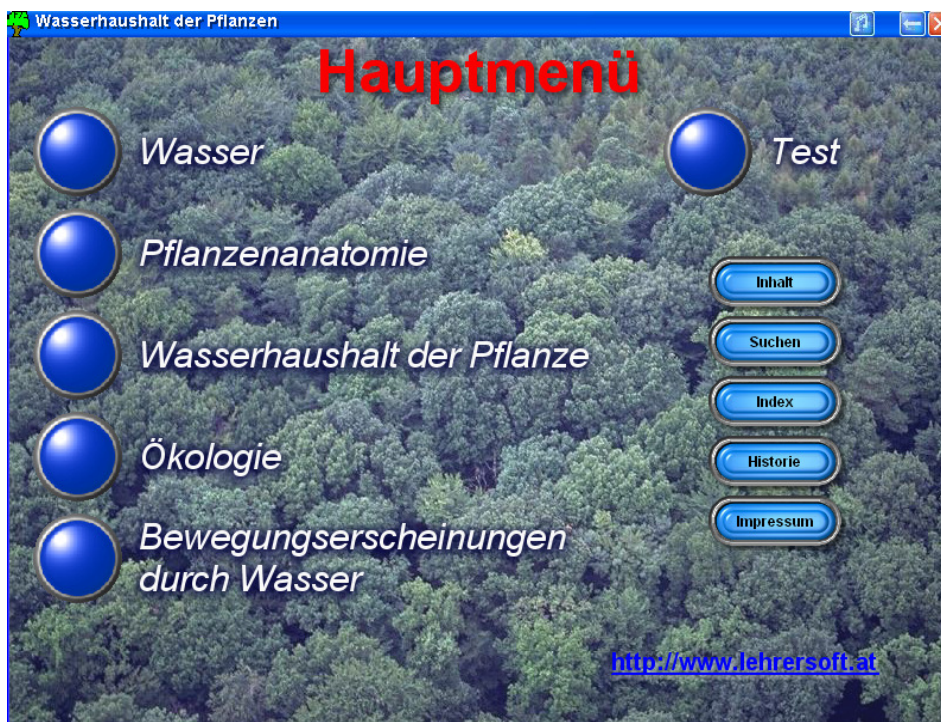 Wasserhaushalt der Pflanzen
Hauptmenü
Wasser
Pflanzenanatomie
Wasserhaushalt der Pflanze
Ökologie
Bewegungserscheinungen
durch Wasser
Test
Inhalt
Suchen
Index
Historie
Impressum
http://www.lehrersoft.at